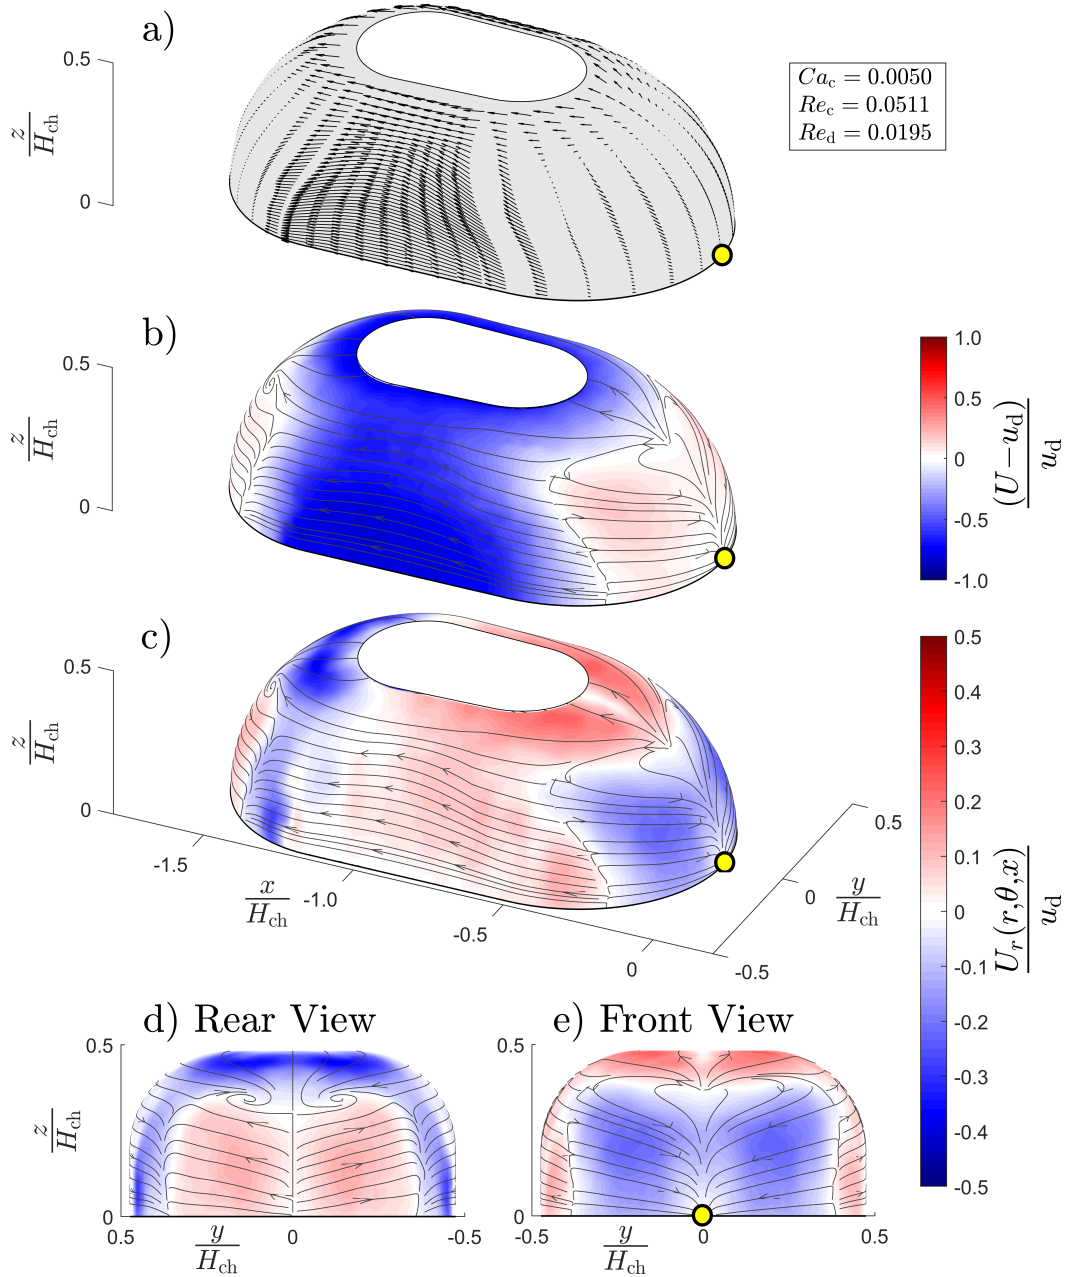 a)
0.5
z/H_ch
0
Ca_c = 0.0050
Re_c = 0.0511
Re_d = 0.0195
b)
0.5
z/H_ch
0
1.0
0.5
0
-0.5
-1.0
(U − u_d)/u_d
c)
0.5
z/H_ch
0
-1.5
x/H_ch
-1.0
-0.5
0
-0.5
0
y/H_ch
0.5
0.5
0.4
0.3
0.2
0.1
0
-0.1
-0.2
-0.3
-0.4
-0.5
U_r(r,θ,x)/u_d
d) Rear View
0.5
z/H_ch
0
0.5
y/H_ch
0
-0.5
e) Front View
0.5
0
-0.5
y/H_ch
0
0.5